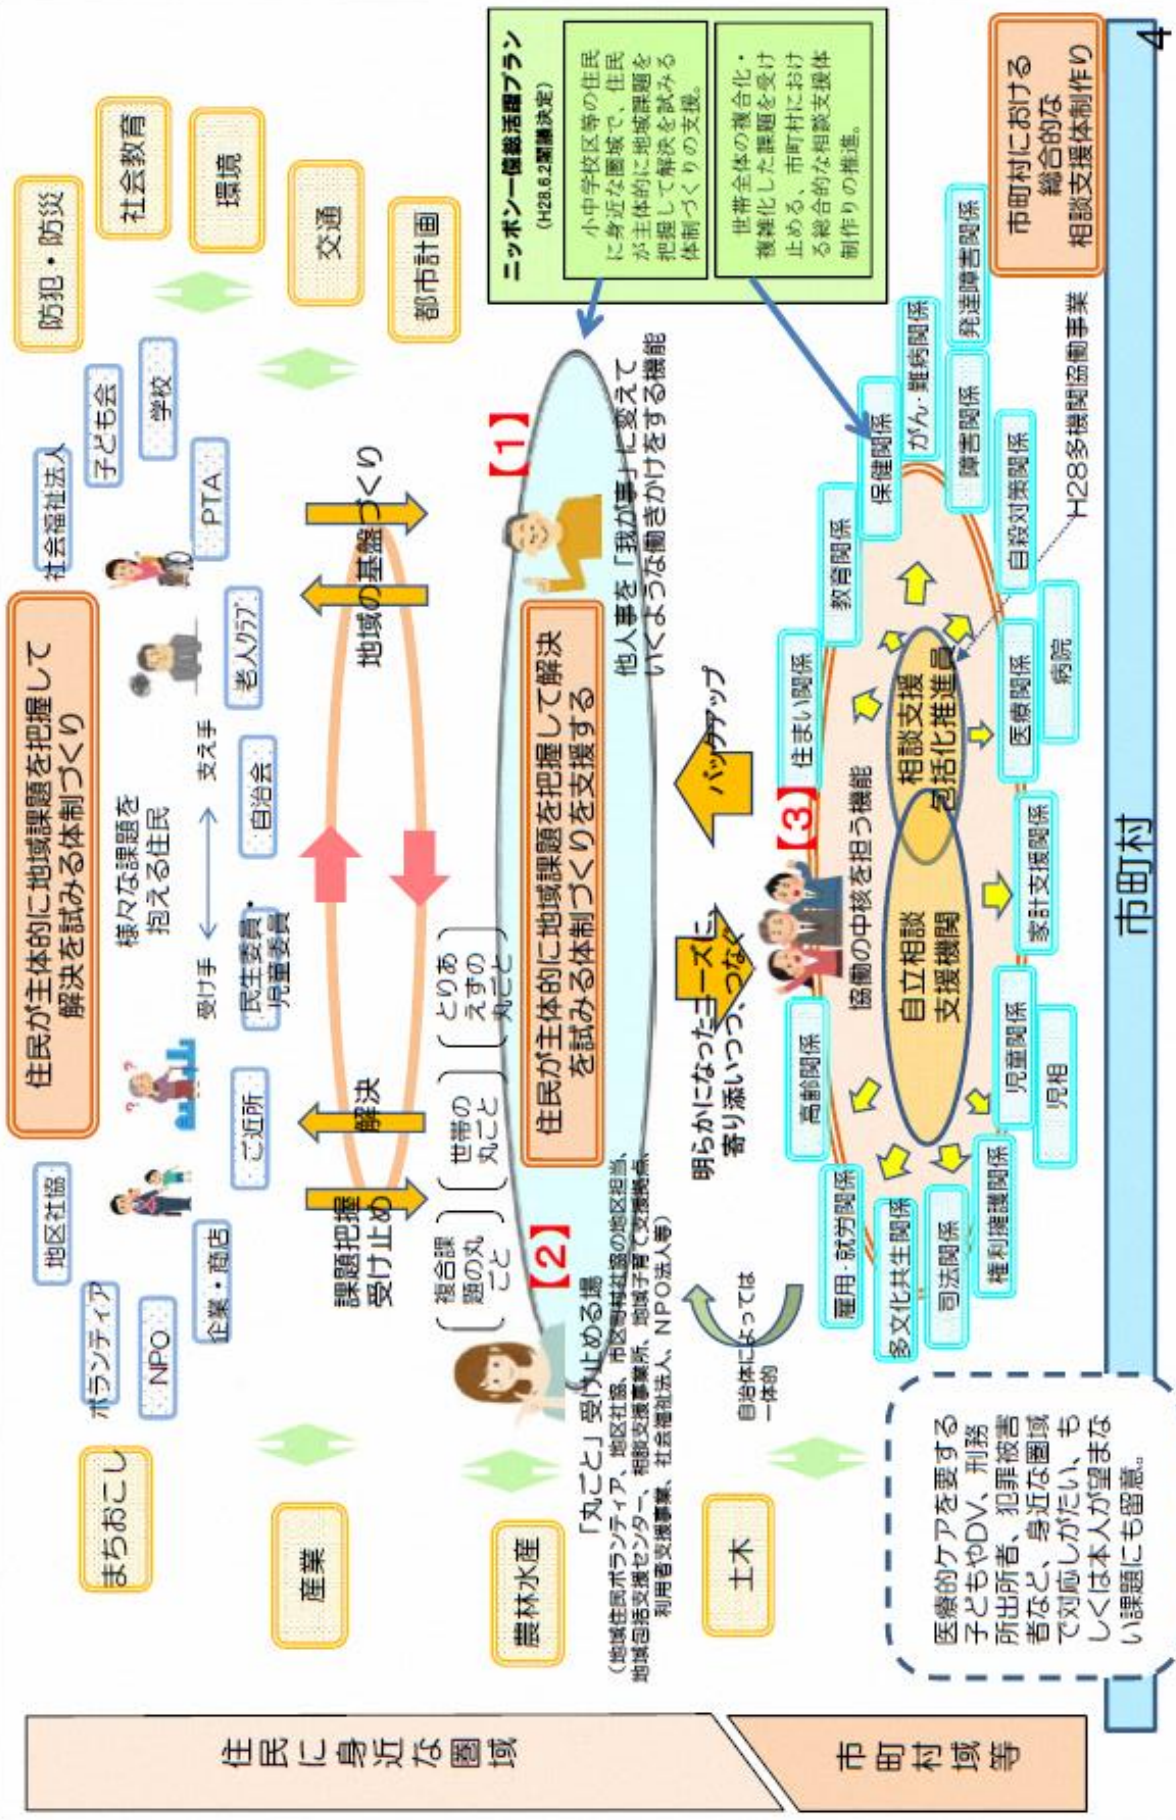 住民に身近な圏域
市町村域等
住民が主体的に地域課題を把握して
解決を試みる体制づくり
まちおこし
産業
農林水産
土木
防犯・防災
社会教育
環境
交通
都市計画
地区社協
ボランティア
NPO
企業・商店
ご近所
民生委員・
児童委員
自治会
老人クラブ
PTA
学校
子ども会
社会福祉法人
様々な課題を
抱える住民
受け手
支え手
課題把握
受け止め
解決
地域の基盤づくり
複合課
題の丸
ごと
世帯の
丸ごと
とりあ
えずの
丸ごと
【2】
住民が主体的に地域課題を把握して解決
を試みる体制づくりを支援する
【1】
他人事を「我が事」に変えて
いくような働きかけをする機能
「丸ごと」受け止める場
(地域住民ボランティア、地区社協、市区町村社協の地区担当、
地域包括支援センター、相談支援事業所、地域子育て支援拠点、
利用者支援事業、社会福祉法人、NPO法人等)
ニッポン一億総活躍プラン
(H28.6.2閣議決定)
小中学校区等の住民
に身近な圏域で、住民
が主体的に地域課題を
把握して解決を試みる
体制づくりの支援。
世帯全体の複合化・
複雑化した課題を受け
止める、市町村におけ
る総合的な相談支援体
制作りの推進。
明らかになったニーズに、
寄り添いつつ、つなぐ
バックアップ
自治体によっては
一体的
【3】
協働の中核を担う機能
自立相談
支援機関
相談支援
包括化推進員
高齢関係
雇用・就労関係
多文化共生関係
司法関係
権利擁護関係
児童関係
児相
家計支援関係
医療関係
病院
自殺対策関係
障害関係
発達障害関係
がん・難病関係
保健関係
教育関係
住まい関係
H28多機関協働事業
市町村における
総合的な
相談支援体制作り
医療的ケアを要する
子どもやDV、刑務
所出所者、犯罪被害
者など、身近な圏域
で対応しがたい、も
しくは本人が望まな
い課題にも留意。
市町村
4